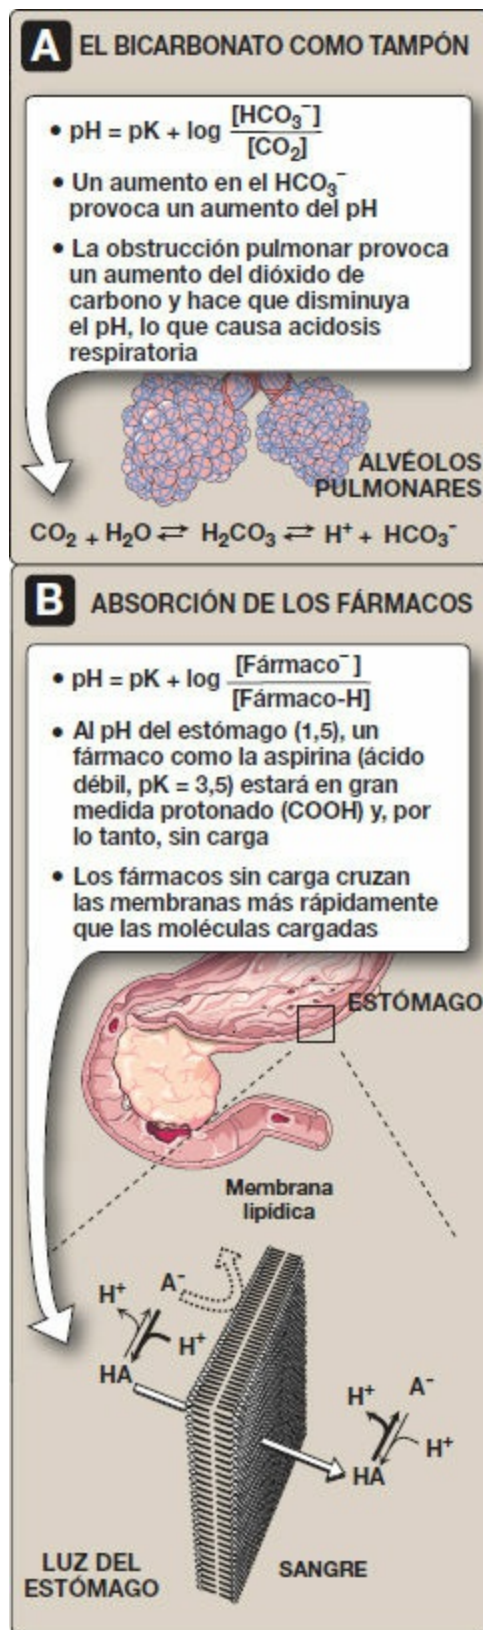 A EL BICARBONATO COMO TAMPÓN
• pH = pK + log [HCO₃⁻] / [CO₂]
• Un aumento en el HCO₃⁻
provoca un aumento del pH
• La obstrucción pulmonar provoca
un aumento del dióxido de
carbono y hace que disminuya
el pH, lo que causa acidosis
respiratoria
ALVÉOLOS
PULMONARES
CO₂ + H₂O ⇄ H₂CO₃ ⇄ H⁺ + HCO₃⁻
B ABSORCIÓN DE LOS FÁRMACOS
• pH = pK + log [Fármaco⁻] / [Fármaco-H]
• Al pH del estómago (1,5), un
fármaco como la aspirina (ácido
débil, pK = 3,5) estará en gran
medida protonado (COOH) y, por
lo tanto, sin carga
• Los fármacos sin carga cruzan
las membranas más rápidamente
que las moléculas cargadas
ESTÓMAGO
Membrana
lipídica
H⁺ A⁻
H⁺
HA
H⁺ A⁻
H⁺
HA
LUZ DEL
ESTÓMAGO
SANGRE